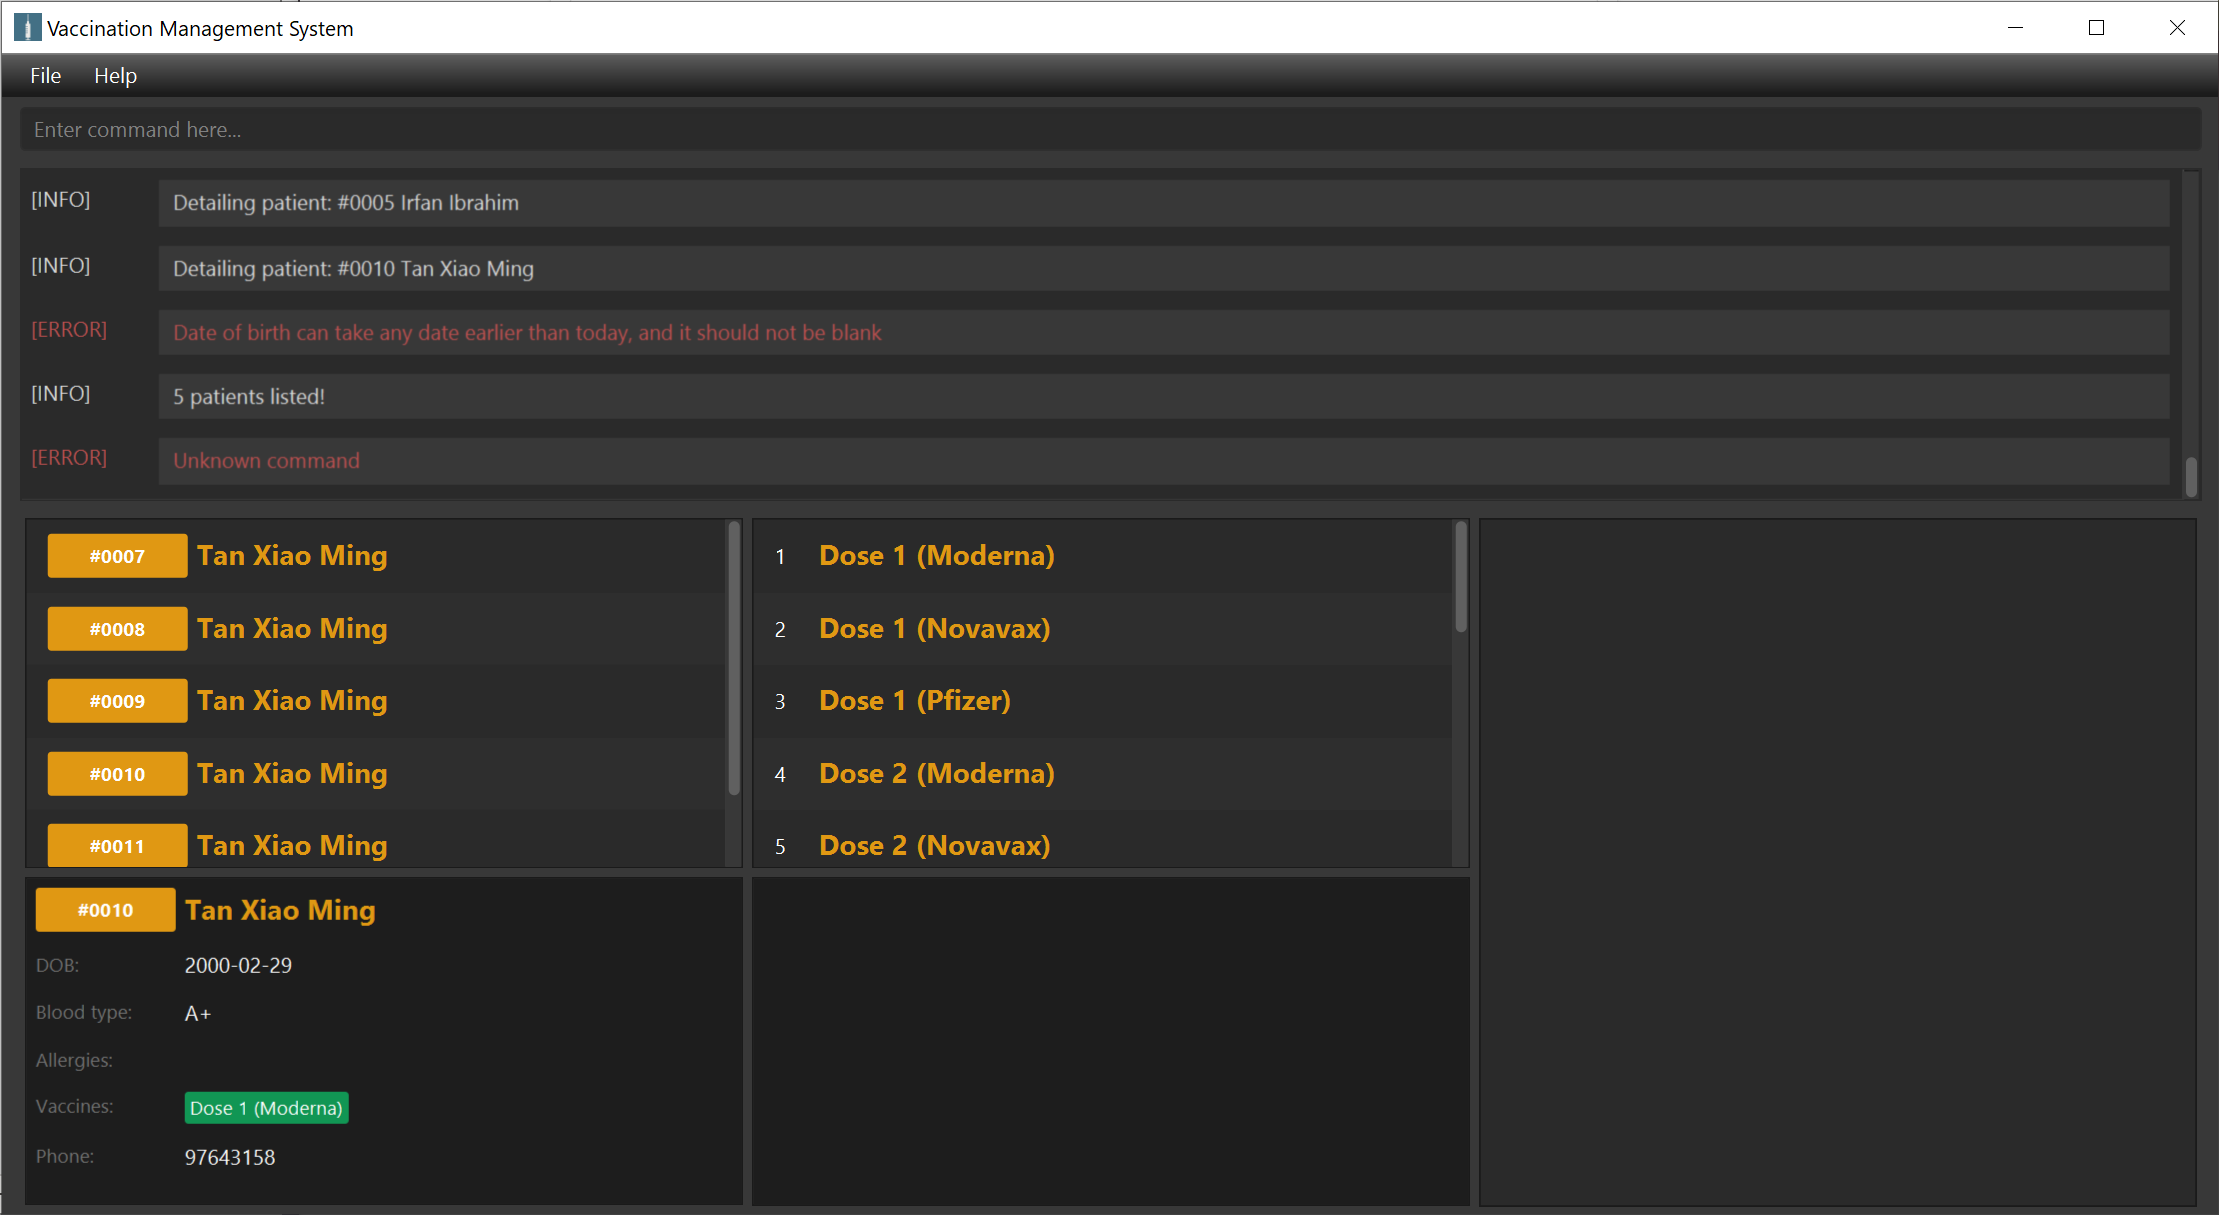 Vaccination Management System
File Help
Enter command here...
[INFO] Detailing patient: #0005 Irfan Ibrahim
[INFO] Detailing patient: #0010 Tan Xiao Ming
[ERROR] Date of birth can take any date earlier than today, and it should not be blank
[INFO] 5 patients listed!
[ERROR] Unknown command
#0007 Tan Xiao Ming
#0008 Tan Xiao Ming
#0009 Tan Xiao Ming
#0010 Tan Xiao Ming
#0011 Tan Xiao Ming
1 Dose 1 (Moderna)
2 Dose 1 (Novavax)
3 Dose 1 (Pfizer)
4 Dose 2 (Moderna)
5 Dose 2 (Novavax)
#0010 Tan Xiao Ming
DOB: 2000-02-29
Blood type: A+
Allergies:
Vaccines: Dose 1 (Moderna)
Phone: 97643158